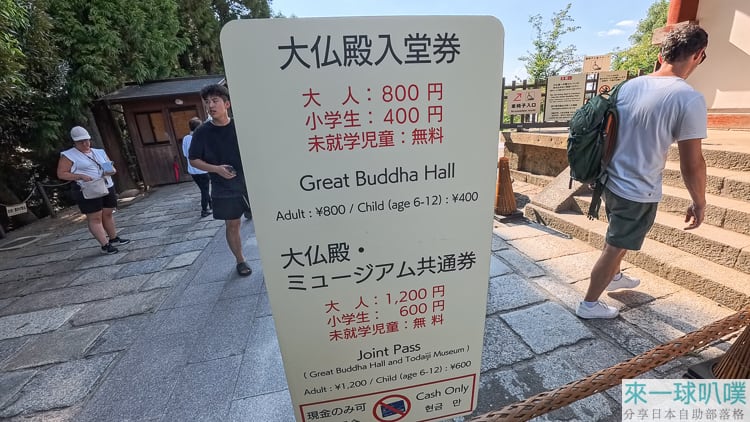 大仏殿入堂券
大　人：800 円
小学生：400 円
未就学児童：無料
Great Buddha Hall
Adult : ¥800 / Child (age 6-12) : ¥400
大仏殿・
ミュージアム共通券
大　人：1,200 円
小学生：　600 円
未就学児童：無料
Joint Pass
( Great Buddha Hall and Todaiji Museum )
Adult : ¥1,200 / Child (age 6-12) : ¥600
現金のみ可
Cash Only
현금 만
來一球叭噗
分享日本自助部落格